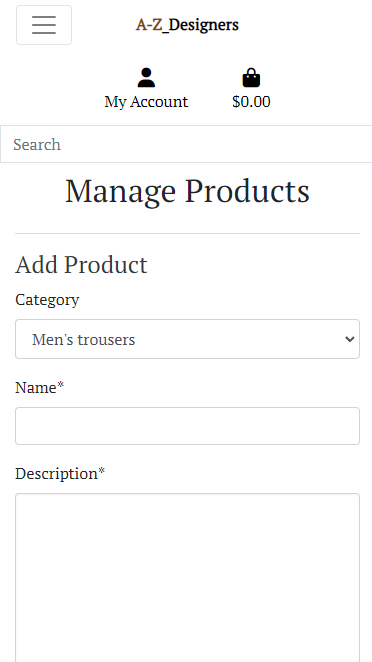 A-Z_Designers
My Account
$0.00
Search
Manage Products
Add Product
Category
Men's trousers
Name*
Description*